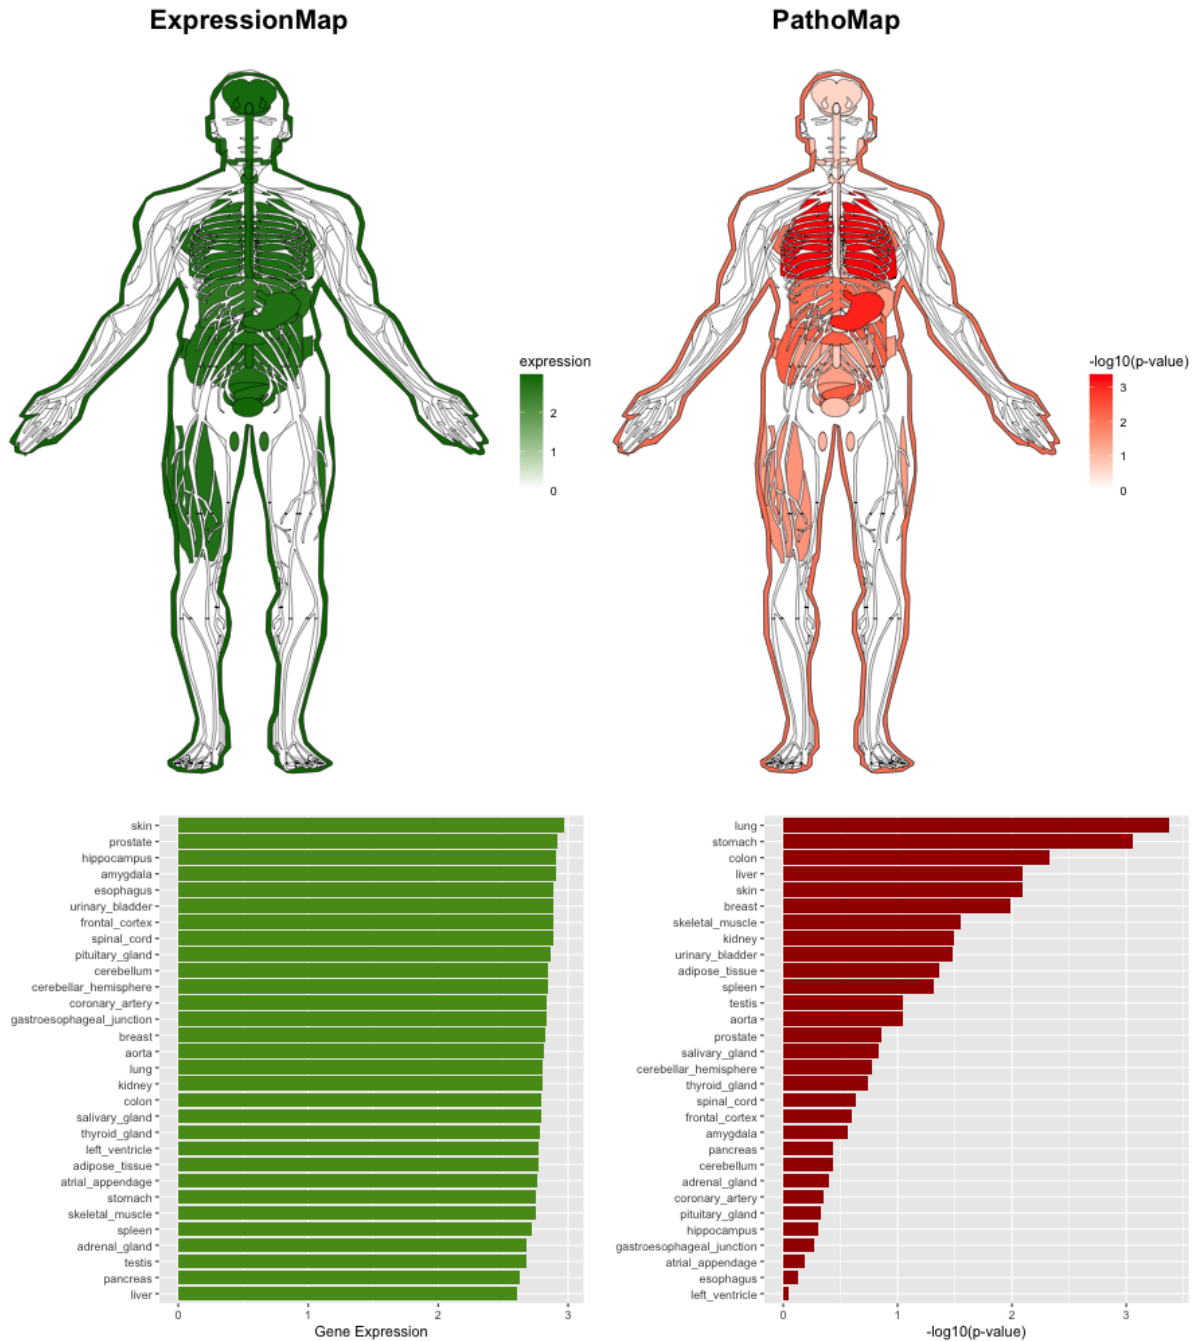 ExpressionMap
PathoMap
expression
2
1
0
-log10(p-value)
3
2
1
0
skin
prostate
hippocampus
amygdala
esophagus
urinary_bladder
frontal_cortex
spinal_cord
pituitary_gland
cerebellum
cerebellar_hemisphere
coronary_artery
gastroesophageal_junction
breast
aorta
lung
kidney
colon
salivary_gland
thyroid_gland
left_ventricle
adipose_tissue
atrial_appendage
stomach
skeletal_muscle
spleen
adrenal_gland
testis
pancreas
liver
0 1 2 3
Gene Expression
lung
stomach
colon
liver
skin
breast
skeletal_muscle
kidney
urinary_bladder
adipose_tissue
spleen
testis
aorta
prostate
salivary_gland
cerebellar_hemisphere
thyroid_gland
spinal_cord
frontal_cortex
amygdala
pancreas
cerebellum
adrenal_gland
coronary_artery
pituitary_gland
hippocampus
gastroesophageal_junction
atrial_appendage
esophagus
left_ventricle
0 1 2 3
-log10(p-value)